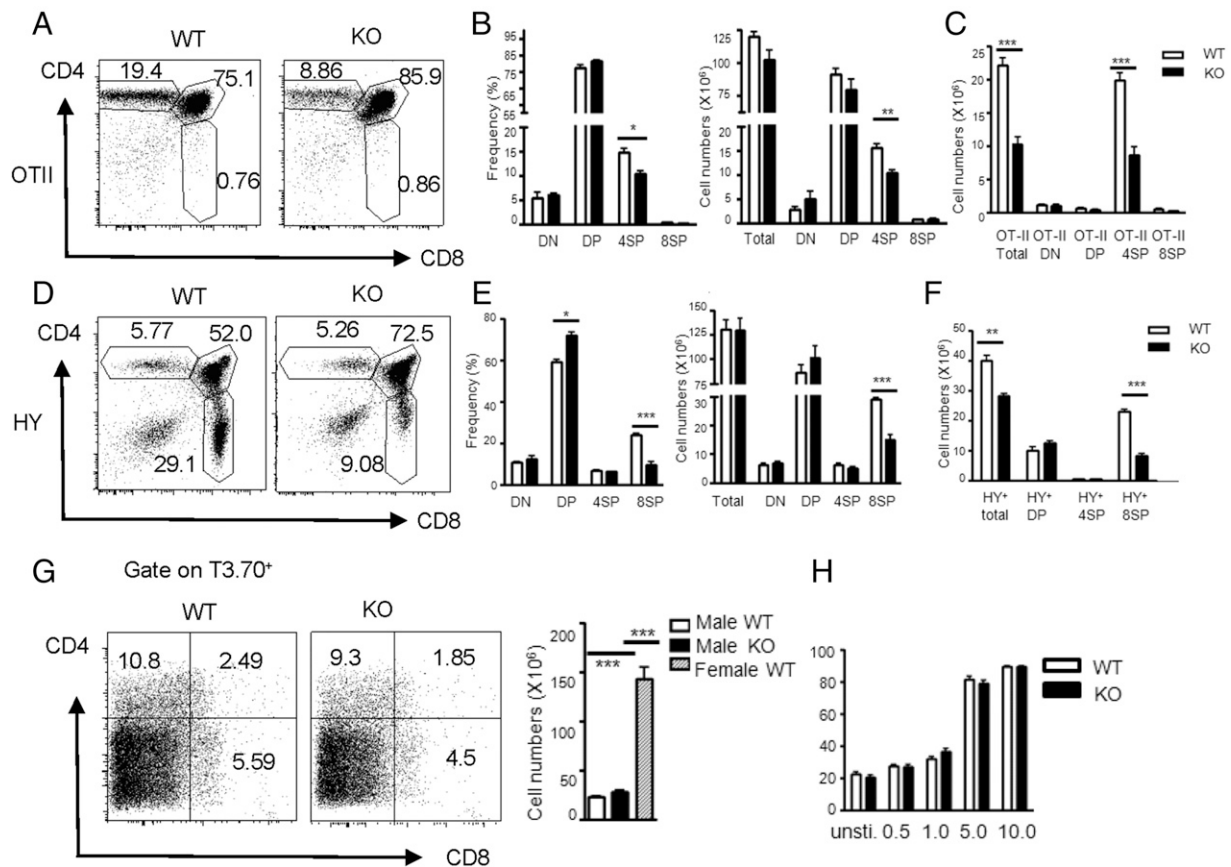 A
WT
KO
CD4
19.4
75.1
8.86
85.9
OTII
0.76
0.86
CD8
B
Frequency (%)
95
85
75
65
55
20
15
10
5
0
DN
DP
4SP
8SP
*
Cell numbers (X10⁶)
125
100
75
50
25
20
15
10
5
0
Total
DN
DP
4SP
8SP
**
C
Cell numbers (X10⁶)
25
20
15
10
5
0
***
***
WT
KO
OT-II OT-II OT-II OT-II OT-II
Total DN DP 4SP 8SP
D
WT
KO
CD4
5.77
52.0
5.26
72.5
HY
29.1
9.08
CD8
E
Frequency (%)
80
60
40
20
0
*
***
DN
DP
4SP
8SP
Cell numbers (X10⁶)
150
125
100
75
50
30
20
10
0
***
Total
DN
DP
4SP
8SP
F
Cell numbers (X10⁶)
50
40
30
20
10
0
**
***
WT
KO
HY⁺ HY⁺ HY⁺ HY⁺
total DP 4SP 8SP
G
Gate on T3.70⁺
WT
KO
CD4
10.8
2.49
9.3
1.85
5.59
4.5
CD8
Cell numbers (X10⁶)
200
150
100
50
0
***
***
Male WT
Male KO
Female WT
H
100
80
60
40
20
0
WT
KO
unsti. 0.5 1.0 5.0 10.0